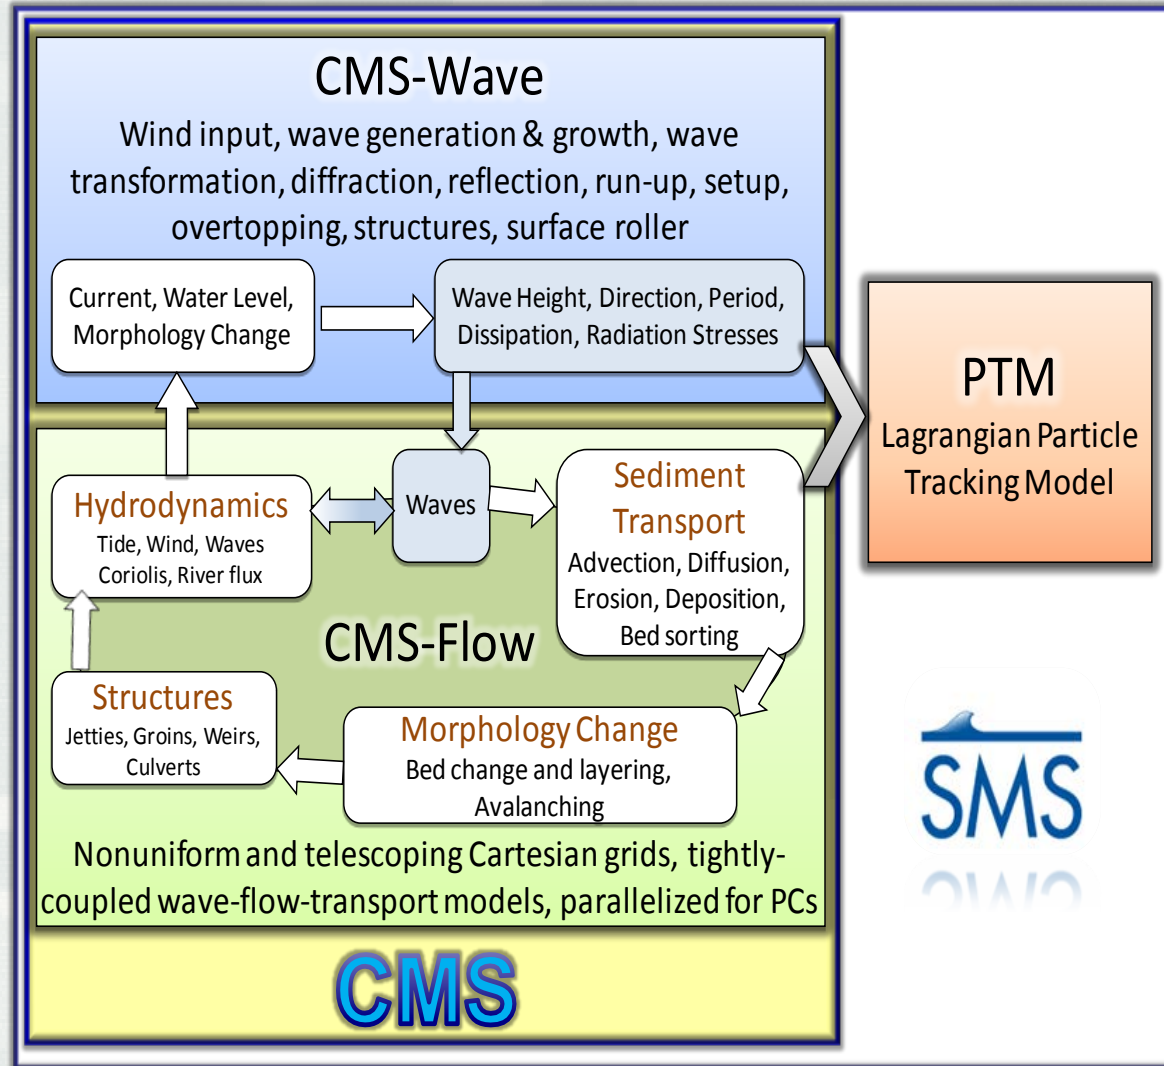 CMS-Wave
Wind input, wave generation & growth, wave
transformation, diffraction, reflection, run-up, setup,
overtopping, structures, surface roller
Current, Water Level,
Morphology Change
Wave Height, Direction, Period,
Dissipation, Radiation Stresses
PTM
Lagrangian Particle
Tracking Model
Hydrodynamics
Tide, Wind, Waves
Coriolis, River flux
Waves
Sediment
Transport
Advection, Diffusion,
Erosion, Deposition,
Bed sorting
CMS-Flow
Structures
Jetties, Groins, Weirs,
Culverts
Morphology Change
Bed change and layering,
Avalanching
Nonuniform and telescoping Cartesian grids, tightly-
coupled wave-flow-transport models, parallelized for PCs
CMS
SMS